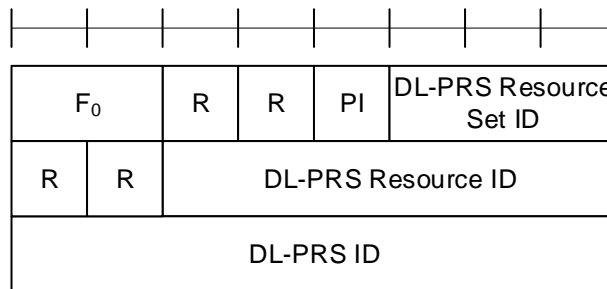 F₀ R R PI DL-PRS Resource
Set ID
R R DL-PRS Resource ID
DL-PRS ID